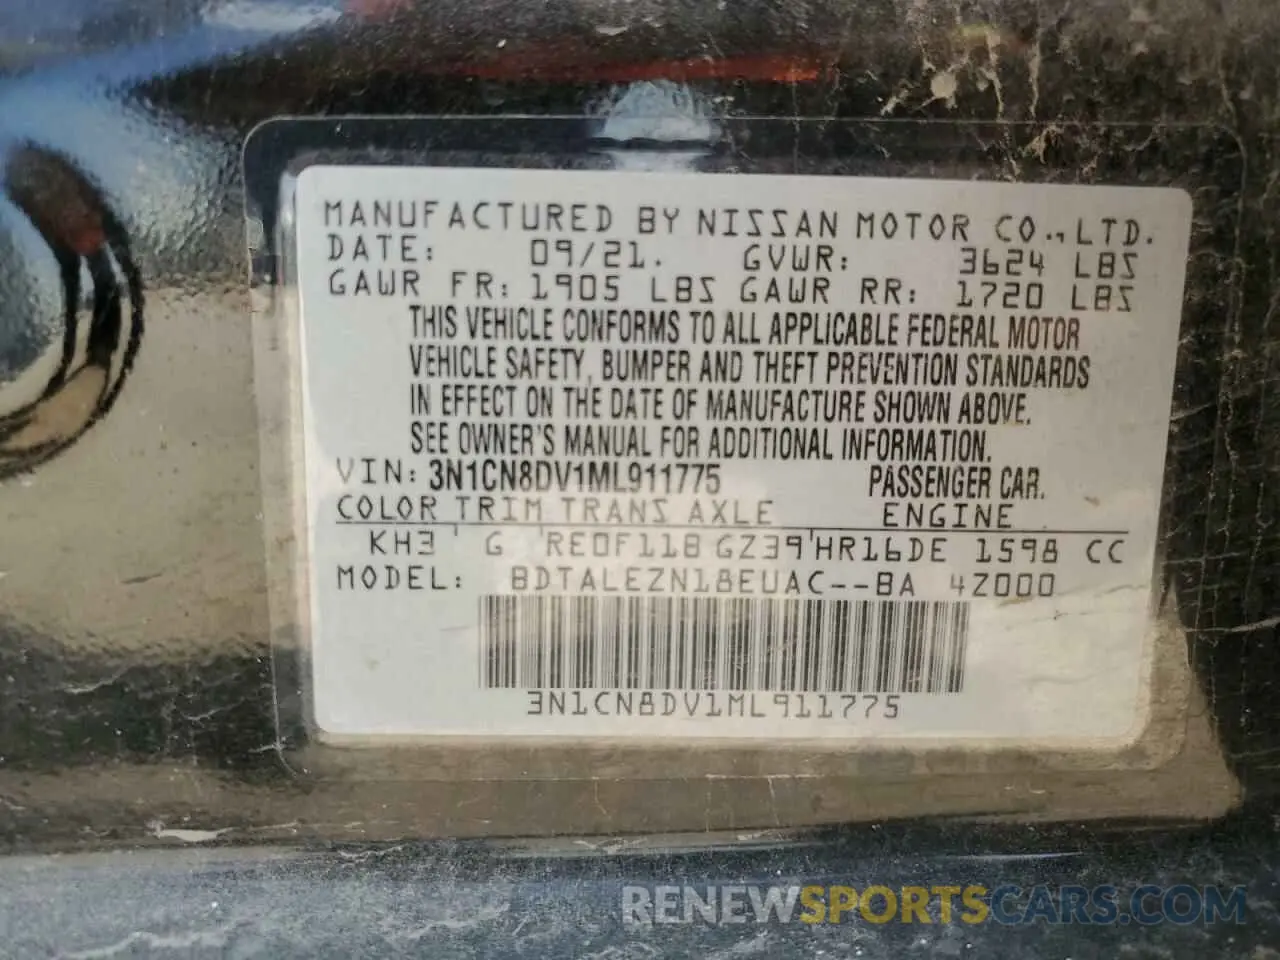 MANUFACTURED BY NISSAN MOTOR CO., LTD.
DATE: 09/21. GVWR: 3624 LBS
GAWR FR: 1905 LBS GAWR RR: 1720 LBS
THIS VEHICLE CONFORMS TO ALL APPLICABLE FEDERAL MOTOR
VEHICLE SAFETY, BUMPER AND THEFT PREVENTION STANDARDS
IN EFFECT ON THE DATE OF MANUFACTURE SHOWN ABOVE.
SEE OWNER'S MANUAL FOR ADDITIONAL INFORMATION.
VIN: 3N1CN8DV1ML911775 PASSENGER CAR.
COLOR TRIM TRANS AXLE ENGINE
KH3 ' G ' RE0F11B GZ39 ' HR16DE 1598 CC
MODEL: BDTALEZN18EUAC--BA 4Z000
3N1CN8DV1ML911775
RENEWSPORTSCARS.COM